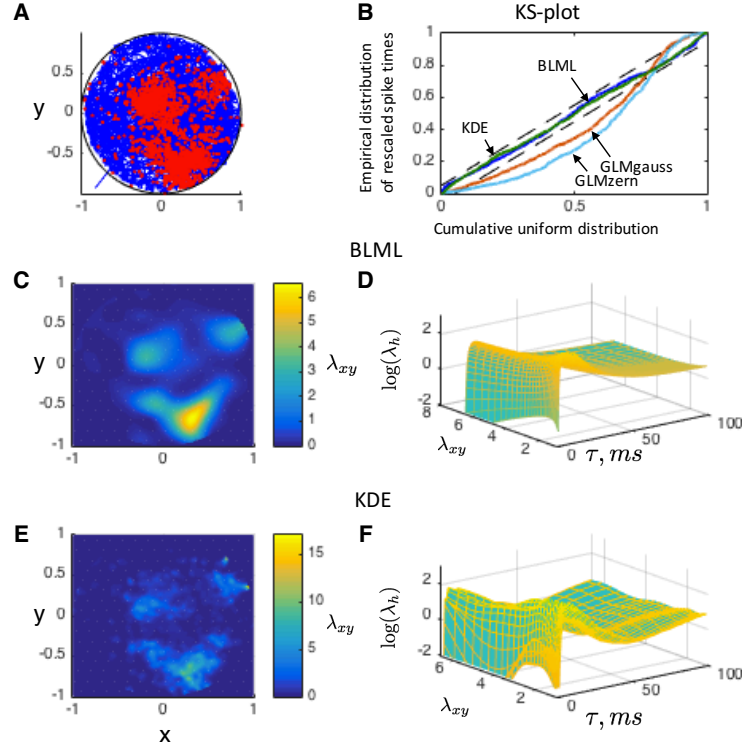 A
y
0.5
0
-0.5
-1
0
1
B
KS-plot
Empirical distribution
of rescaled spike times
1
0.8
0.6
0.4
0.2
0
0.5
1
BLML
KDE
GLMgauss
GLMzern
Cumulative uniform distribution
BLML
C
y
1
0.5
0
-0.5
-1
-1
0
1
6
5
4
3
2
1
0
λxy
D
log(λh)
2
0
-2
8
6
4
2
λxy
0
50
100
τ, ms
KDE
E
y
1
0.5
0
-0.5
-1
-1
0
1
x
15
10
5
0
λxy
F
log(λh)
2
0
-2
6
4
2
λxy
0
50
100
τ, ms